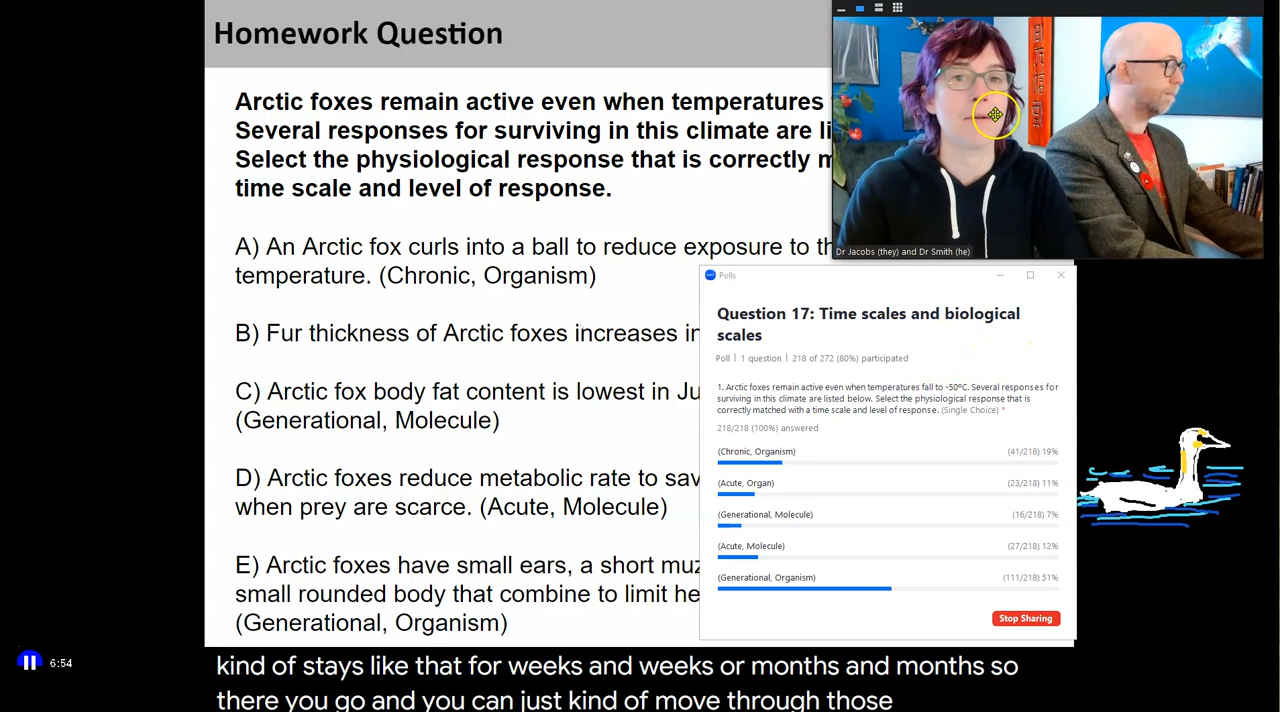 Homework Question
Arctic foxes remain active even when temperatures
Several responses for surviving in this climate are li
Select the physiological response that is correctly m
time scale and level of response.
A) An Arctic fox curls into a ball to reduce exposure to th
temperature. (Chronic, Organism)
B) Fur thickness of Arctic foxes increases in
C) Arctic fox body fat content is lowest in Ju
(Generational, Molecule)
D) Arctic foxes reduce metabolic rate to sav
when prey are scarce. (Acute, Molecule)
E) Arctic foxes have small ears, a short muz
small rounded body that combine to limit he
(Generational, Organism)
Dr Jacobs (they) and Dr Smith (he)
Polls
Question 17: Time scales and biological
scales
Poll | 1 question | 218 of 272 (80%) participated
1. Arctic foxes remain active even when temperatures fall to -50ºC. Several responses for
surviving in this climate are listed below. Select the physiological response that is
correctly matched with a time scale and level of response. (Single Choice) *
218/218 (100%) answered
(Chronic, Organism) (41/218) 19%
(Acute, Organ) (23/218) 11%
(Generational, Molecule) (16/218) 7%
(Acute, Molecule) (27/218) 12%
(Generational, Organism) (111/218) 51%
Stop Sharing
6:54
kind of stays like that for weeks and weeks or months and months so
there you go and you can just kind of move through those